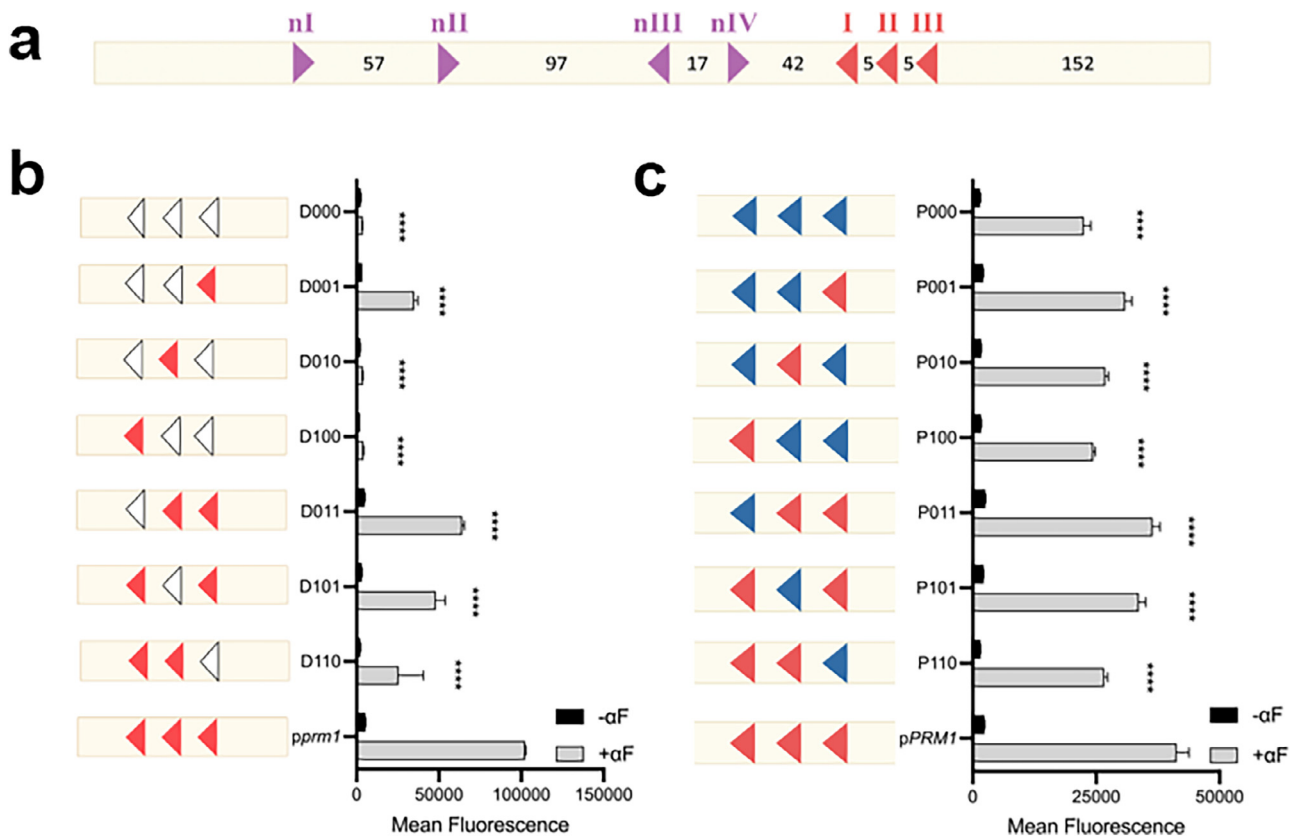 a
nI nII nIII nIV I II III
57 97 17 42 5 5 152
b
D000 ****
D001 ****
D010 ****
D100 ****
D011 ****
D101 ****
D110 ****
pprm1
-αF
+αF
0 50000 100000 150000
Mean Fluorescence
c
P000 ****
P001 ****
P010 ****
P100 ****
P011 ****
P101 ****
P110 ****
pPRM1
-αF
+αF
0 25000 50000
Mean Fluorescence